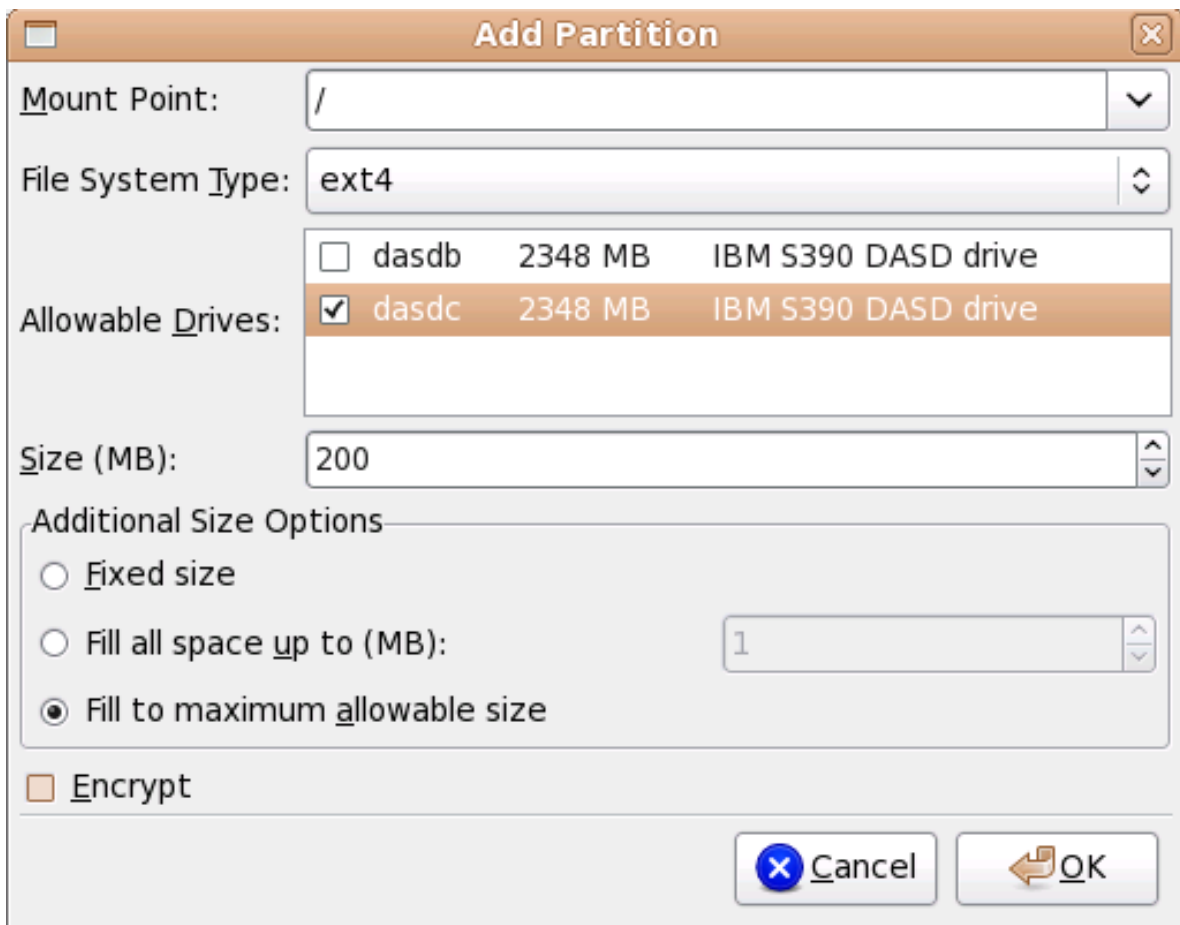 Add Partition
Mount Point: /
File System Type: ext4
Allowable Drives:
dasdb 2348 MB IBM S390 DASD drive
dasdc 2348 MB IBM S390 DASD drive
Size (MB): 200
Additional Size Options
Fixed size
Fill all space up to (MB): 1
Fill to maximum allowable size
Encrypt
Cancel OK